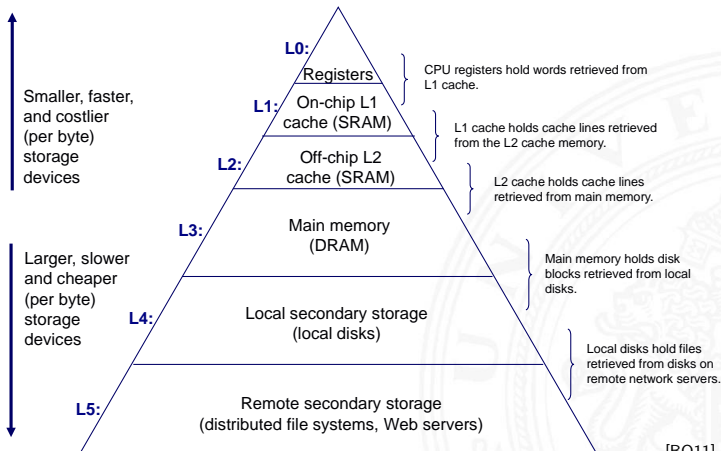 L0:
Registers
CPU registers hold words retrieved from
L1 cache.
Smaller, faster,
and costlier
(per byte)
storage
devices
L1:
On-chip L1
cache (SRAM)
L1 cache holds cache lines retrieved
from the L2 cache memory.
L2:
Off-chip L2
cache (SRAM)
L2 cache holds cache lines
retrieved from main memory.
L3:
Main memory
(DRAM)
Larger, slower
and cheaper
(per byte)
storage
devices
Main memory holds disk
blocks retrieved from local
disks.
L4:
Local secondary storage
(local disks)
Local disks hold files
retrieved from disks on
remote network servers.
L5:
Remote secondary storage
(distributed file systems, Web servers)
[RO11]
U N I V E